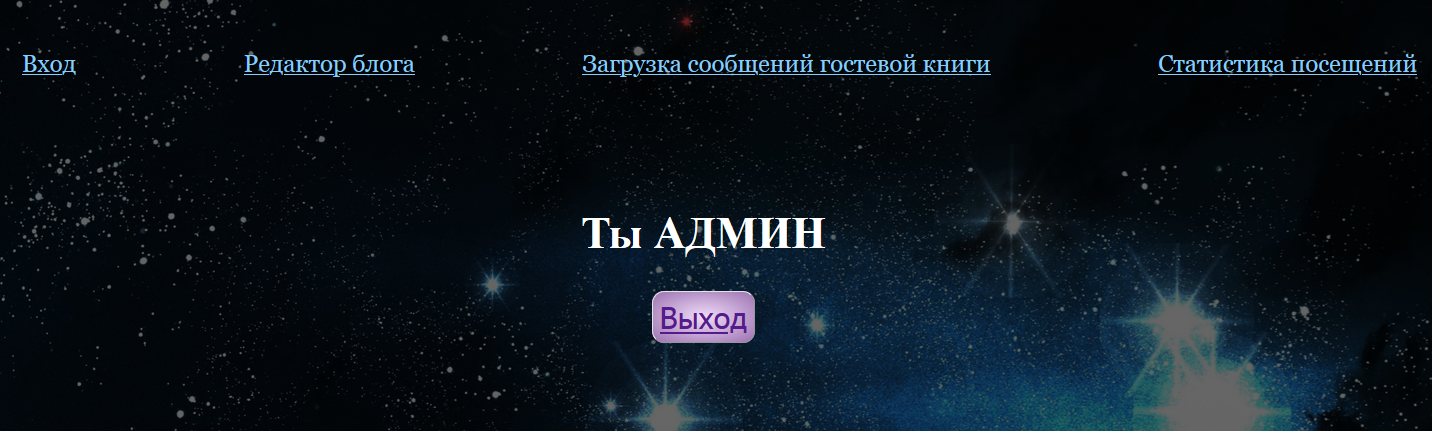 Вход Редактор блога Загрузка сообщений гостевой книги Статистика посещений
Ты АДМИН
Выход